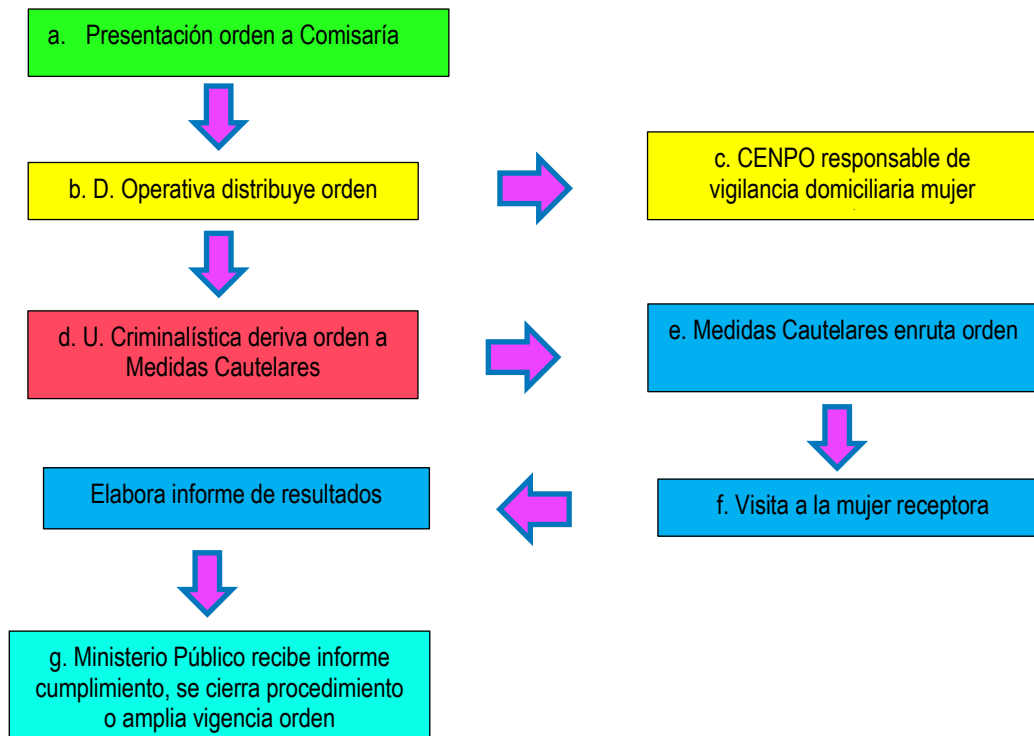 a. Presentación orden a Comisaría
b. D. Operativa distribuye orden
c. CENPO responsable de
vigilancia domiciliaria mujer
d. U. Criminalística deriva orden a
Medidas Cautelares
e. Medidas Cautelares enruta orden
Elabora informe de resultados
f. Visita a la mujer receptora
g. Ministerio Público recibe informe
cumplimiento, se cierra procedimiento
o amplia vigencia orden